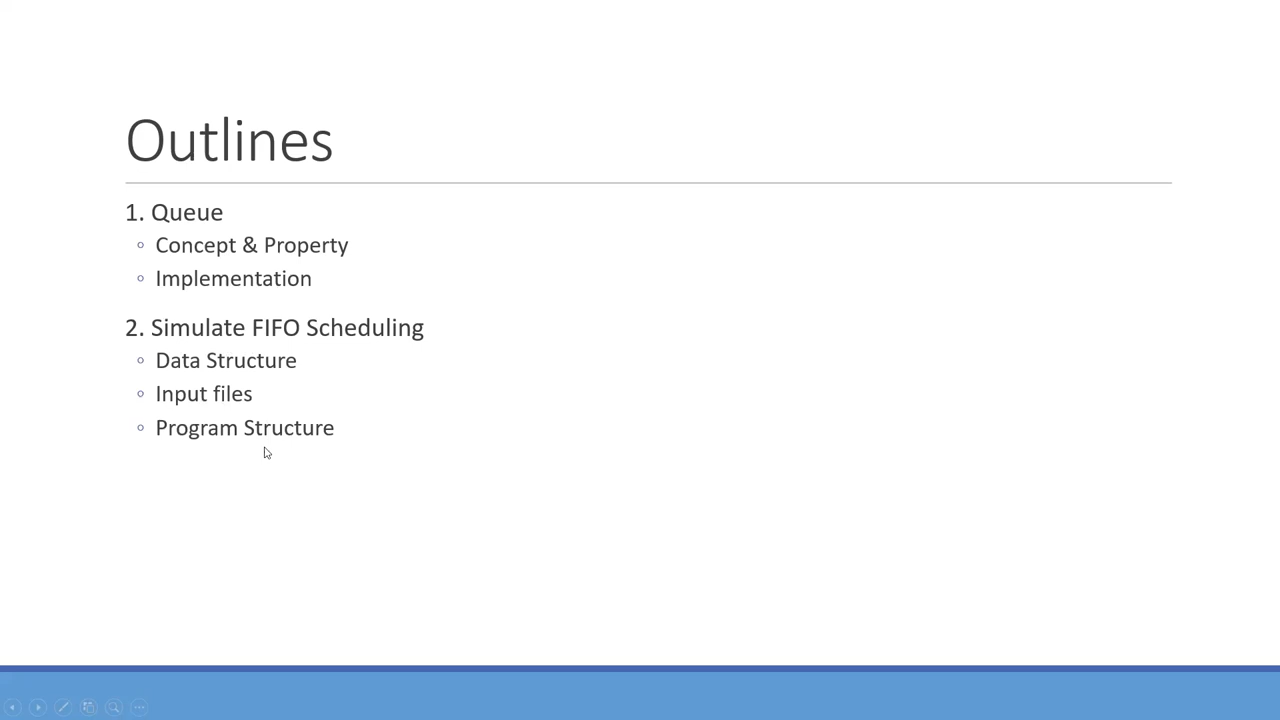 Outlines
1. Queue
◦ Concept & Property
◦ Implementation
2. Simulate FIFO Scheduling
◦ Data Structure
◦ Input files
◦ Program Structure